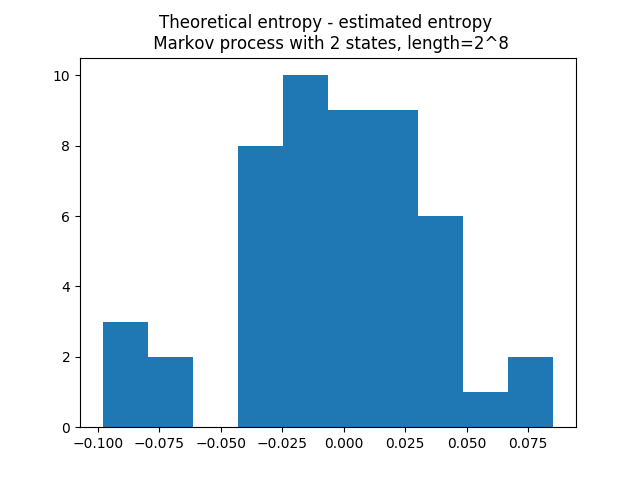 Theoretical entropy - estimated entropy
Markov process with 2 states, length=2^8
10
8
6
4
2
0
−0.100 −0.075 −0.050 −0.025 0.000 0.025 0.050 0.075